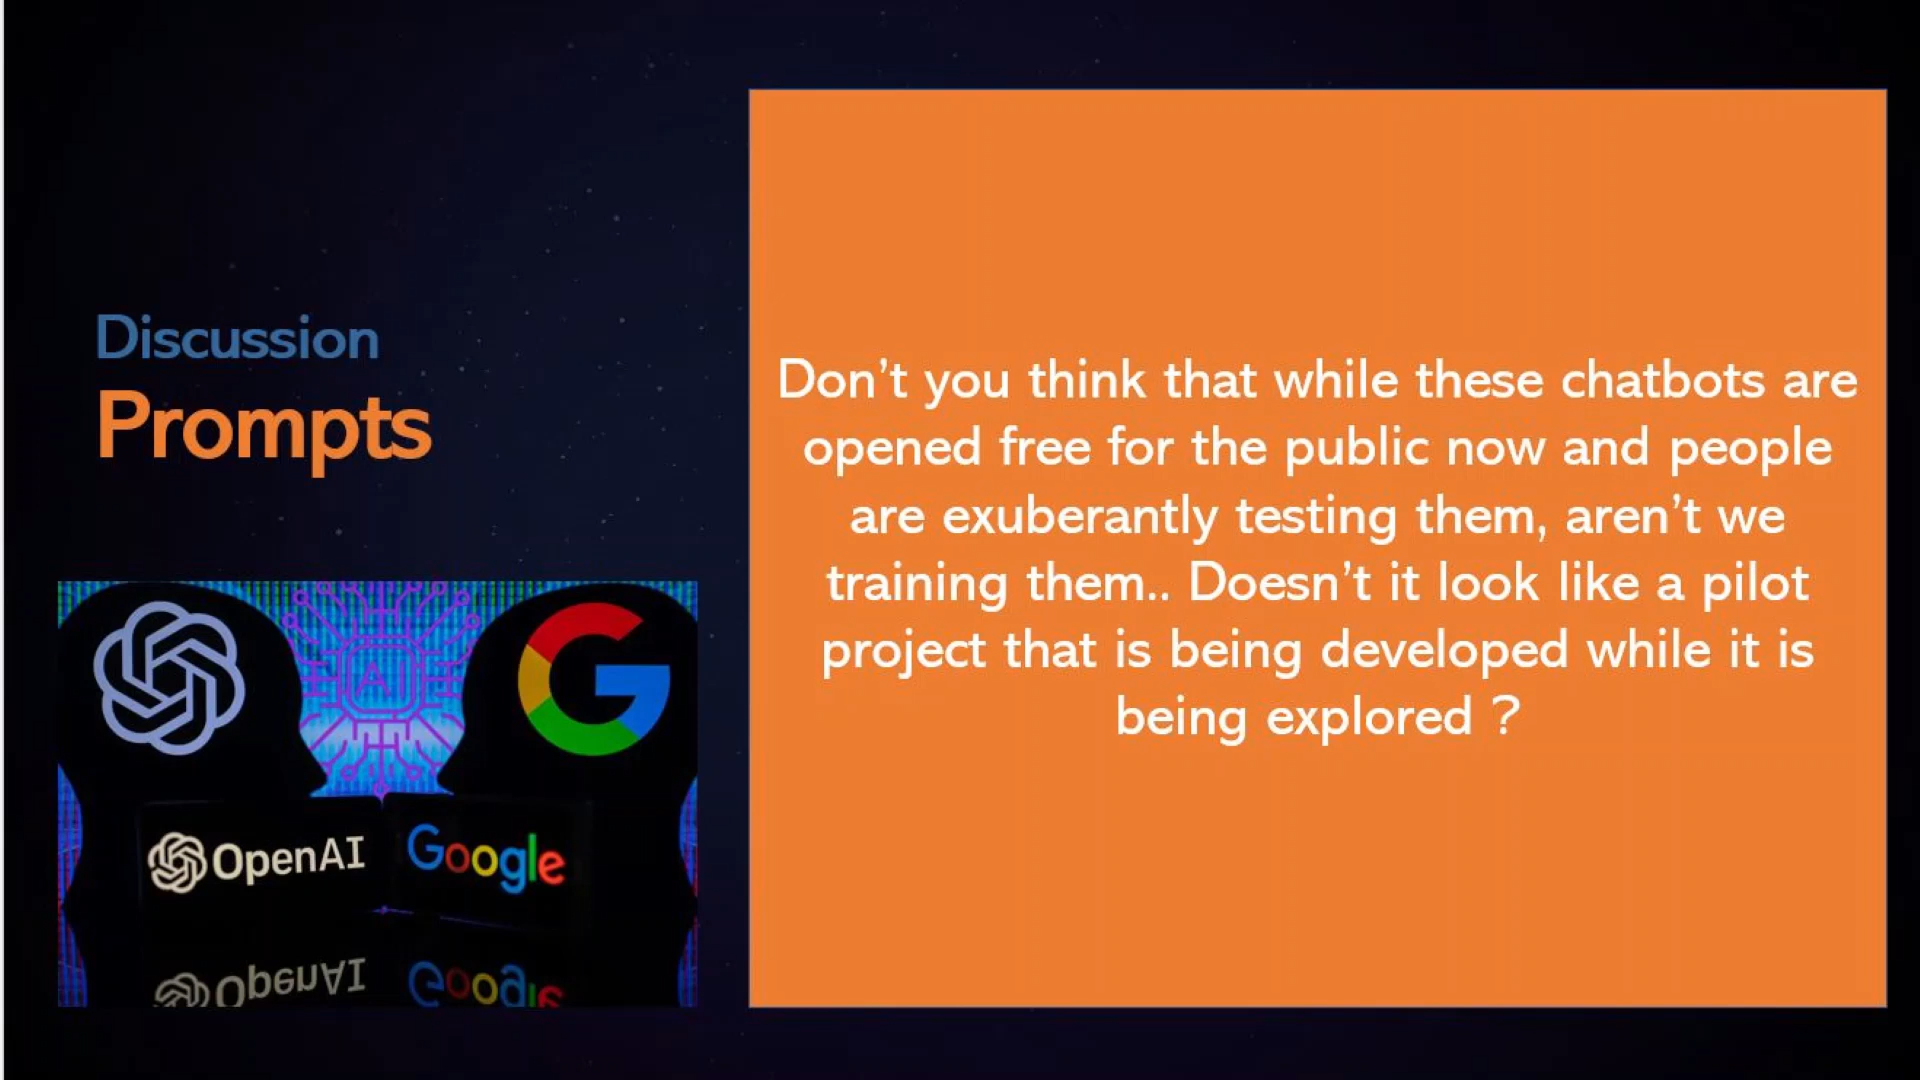 Discussion
Prompts
Don't you think that while these chatbots are
opened free for the public now and people
are exuberantly testing them, aren't we
training them.. Doesn't it look like a pilot
project that is being developed while it is
being explored ?
AI
OpenAI
Google
OpenAI
Google